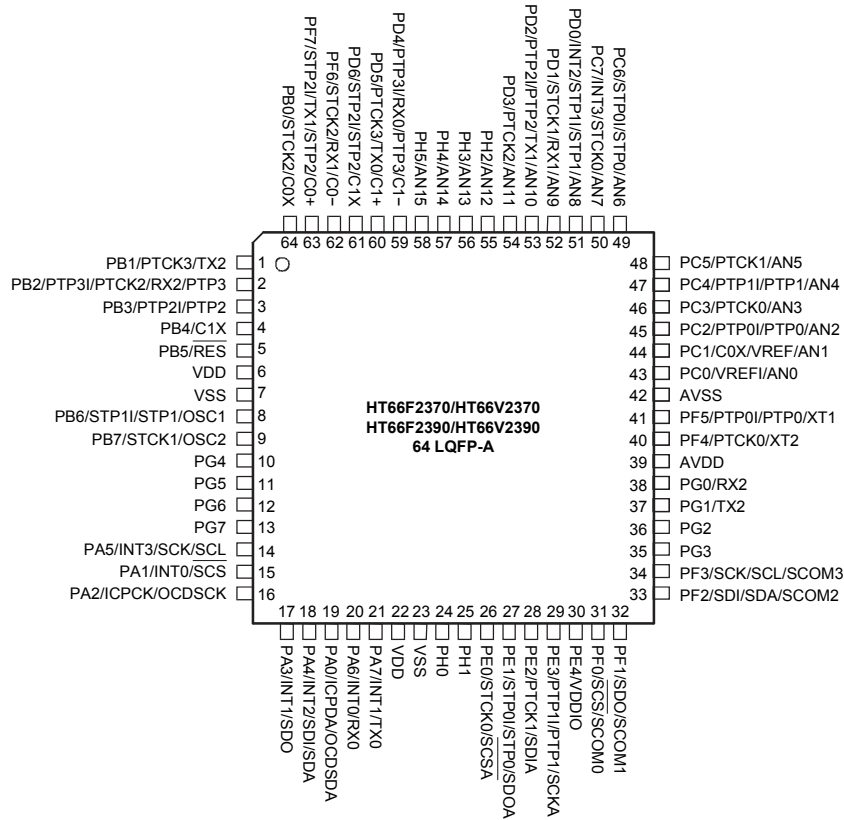 PB0/STCK2/C0X
PF7/STP2I/TX1/STP2/C0+
PF6/STCK2/RX1/C0−
PD6/STP2I/STP2/C1X
PD5/PTCK3/TX0/C1+
PD4/PTP3I/RX0/PTP3/C1−
PH5/AN15
PH4/AN14
PH3/AN13
PH2/AN12
PD3/PTCK2/AN11
PD2/PTP2I/PTP2/TX1/AN10
PD1/STCK1/RX1/AN9
PD0/INT2/STP1I/STP1/AN8
PC7/INT3/STCK0/AN7
PC6/STP0I/STP0/AN6
64 63 62 61 60 59 58 57 56 55 54 53 52 51 50 49
PB1/PTCK3/TX2 1
PB2/PTP3I/PTCK2/RX2/PTP3 2
PB3/PTP2I/PTP2 3
PB4/C1X 4
PB5/RES 5
VDD 6
VSS 7
PB6/STP1I/STP1/OSC1 8
PB7/STCK1/OSC2 9
PG4 10
PG5 11
PG6 12
PG7 13
PA5/INT3/SCK/SCL 14
PA1/INT0/SCS 15
PA2/ICPCK/OCDSCK 16
HT66F2370/HT66V2370
HT66F2390/HT66V2390
64 LQFP-A
48 PC5/PTCK1/AN5
47 PC4/PTP1I/PTP1/AN4
46 PC3/PTCK0/AN3
45 PC2/PTP0I/PTP0/AN2
44 PC1/C0X/VREF/AN1
43 PC0/VREFI/AN0
42 AVSS
41 PF5/PTP0I/PTP0/XT1
40 PF4/PTCK0/XT2
39 AVDD
38 PG0/RX2
37 PG1/TX2
36 PG2
35 PG3
34 PF3/SCK/SCL/SCOM3
33 PF2/SDI/SDA/SCOM2
17 18 19 20 21 22 23 24 25 26 27 28 29 30 31 32
PA3/INT1/SDO
PA4/INT2/SDI/SDA
PA0/ICPDA/OCDSDA
PA6/INT0/RX0
PA7/INT1/TX0
VDD
VSS
PH0
PH1
PE0/STCK0/SCSA
PE1/STP0I/STP0/SDOA
PE2/PTCK1/SDIA
PE3/PTP1I/PTP1/SCKA
PE4/VDDIO
PF0/SCS/SCOM0
PF1/SDO/SCOM1